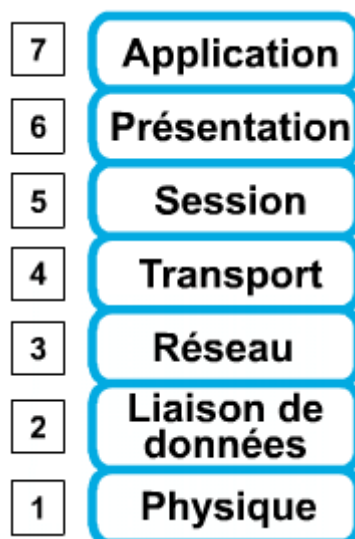 7 Application
6 Présentation
5 Session
4 Transport
3 Réseau
2 Liaison de
données
1 Physique